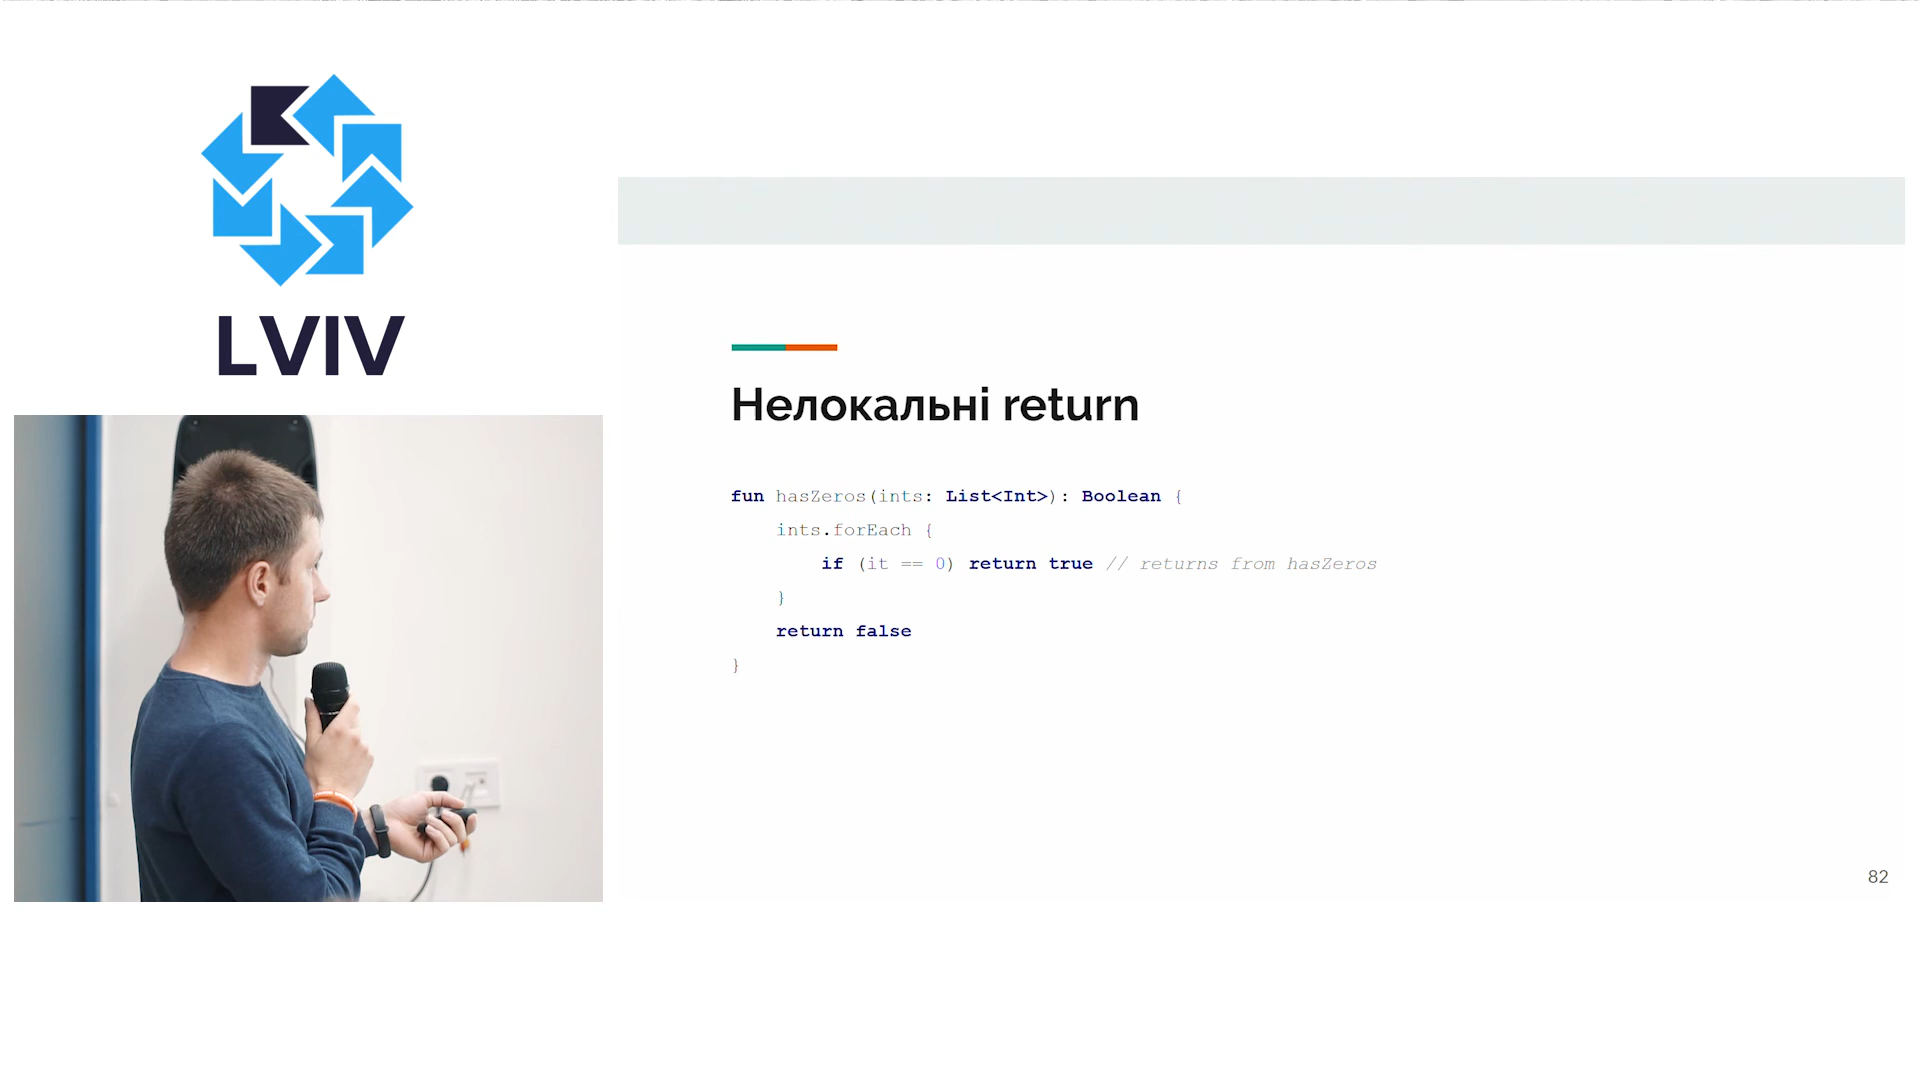 LVIV
Нелокальні return
fun hasZeros(ints: List<Int>): Boolean {
    ints.forEach {
        if (it == 0) return true // returns from hasZeros
    }
    return false
}
82